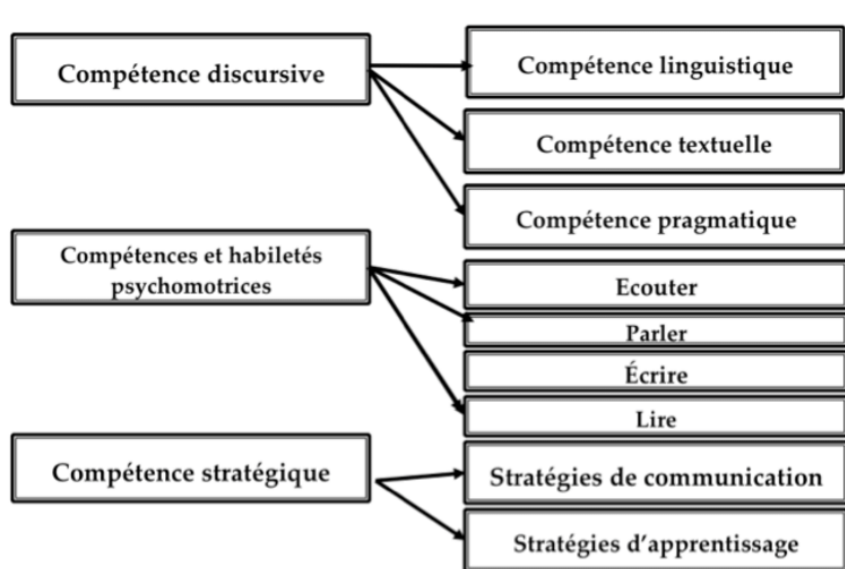 Compétence discursive
Compétence linguistique
Compétence textuelle
Compétence pragmatique
Compétences et habiletés
psychomotrices
Ecouter
Parler
Écrire
Lire
Compétence stratégique
Stratégies de communication
Stratégies d'apprentissage